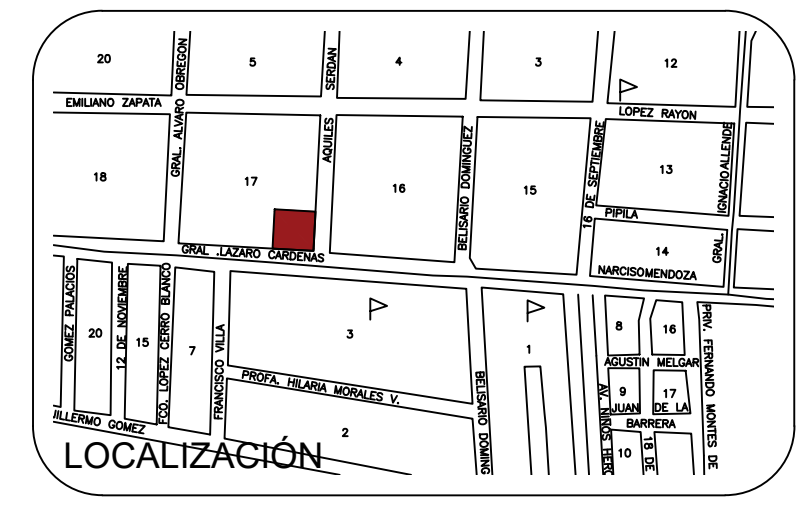 20
GRAL. ALVARO OBREGON
5
AQUILES SERDAN
4
3
12
EMILIANO ZAPATA
LOPEZ RAYON
18
17
16
BELISARIO DOMINGUEZ
15
16 DE SEPTIEMBRE
13
GRAL. IGNACIO ALLENDE
PIPILA
14
GRAL .LAZARO CARDENAS
NARCISOMENDOZA
GOMEZ PALACIOS
20
12 DE NOVIEMBRE
15
FCO. LOPEZ CERRO BLANCO
7
FRANCISCO VILLA
3
1
8
16
PRIV. FERNANDO MONTES DE
PROFA. HILARIA MORALES V.
AGUSTIN MELGAR
BELISARIO DOMING
AV. NIÑOS HERO
9
17
JUAN DE LA
BARRERA
ILLERMO GOMEZ
2
10
18 DE
LOCALIZACIÓN